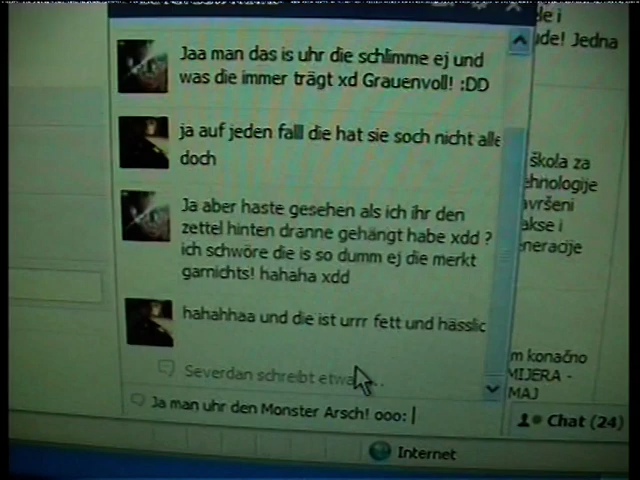 Jaa man das is uhr die schlimme ej und
was die immer trägt xd Grauenvoll! :DD
ja auf jeden falll die hat sie soch nicht alle
doch
Ja aber haste gesehen als ich ihr den
zettel hinten dranne gehängt habe xdd ?
ich schwöre die is so dumm ej die merkt
garnichts! hahaha xdd
hahahhaa und die ist urrr fett und hässlic
Severdan schreibt etwa...
Ja man uhr den Monster Arsch! ooo:
de! Jedna
škola za
ehnologije
avršeni
akse i
eneracije
m konačno
MIJERA -
MAJ
Chat (24)
Internet